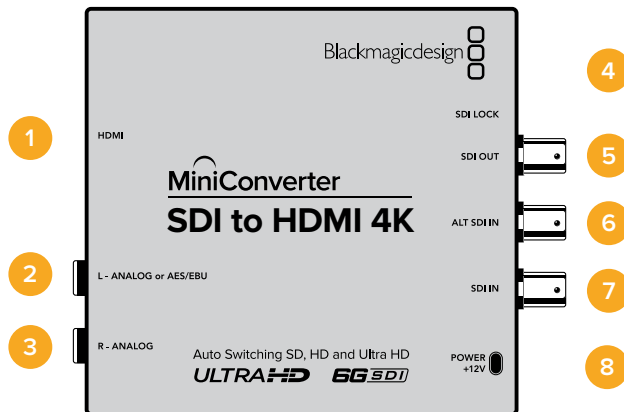 Blackmagicdesign
4
SDI LOCK
1
HDMI
SDI OUT
5
MiniConverter
SDI to HDMI 4K
ALT SDI IN
6
2
L - ANALOG or AES/EBU
SDI IN
7
3
R - ANALOG
Auto Switching SD, HD and Ultra HD
POWER
+12V
8
ULTRAHD 6G SDI